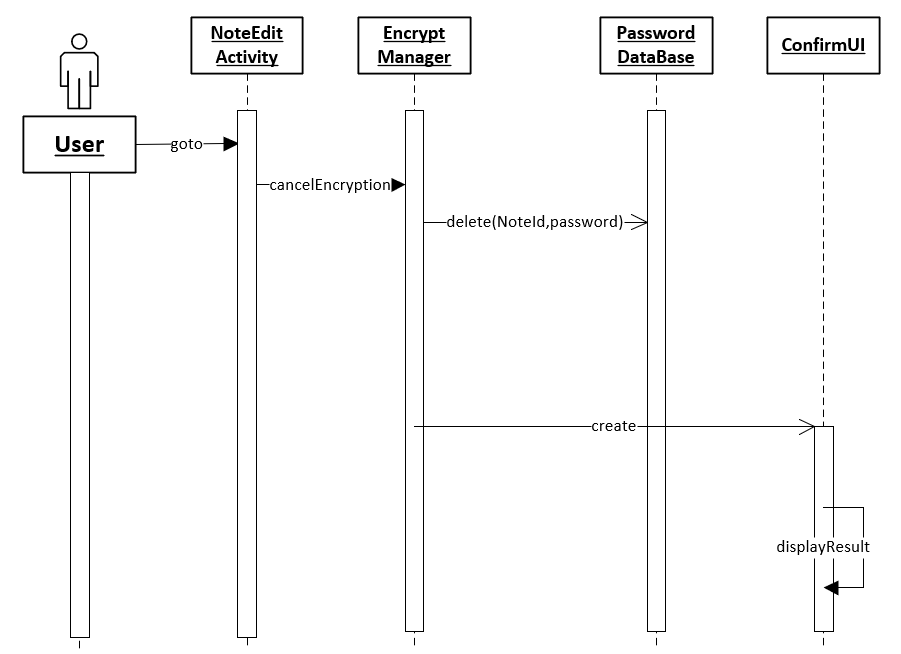 NoteEdit
Activity
Encrypt
Manager
Password
DataBase
ConfirmUI
User
goto
cancelEncryption
delete(NoteId,password)
create
displayResult